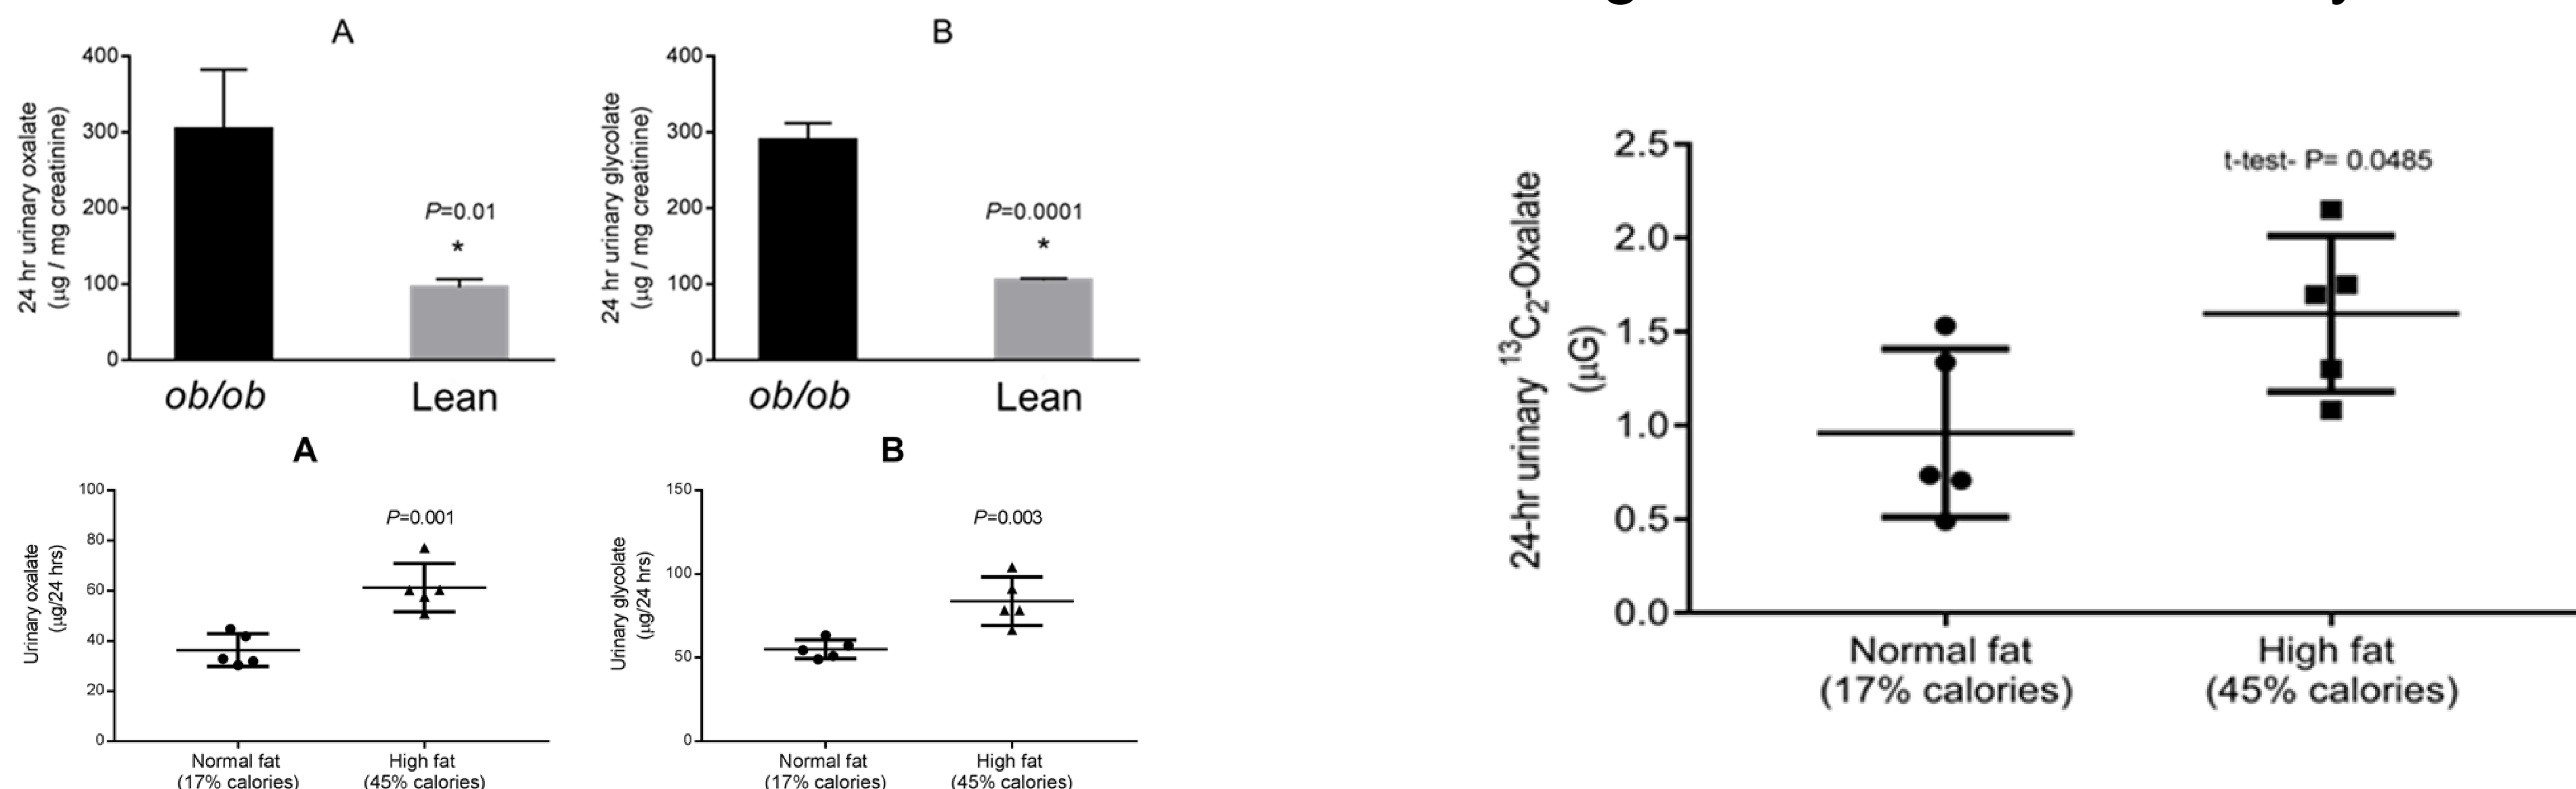 A
24 hr urinary oxalate
(μg / mg creatinine)
400
300
200
100
0
P=0.01
*
ob/ob
Lean
B
24 hr urinary glycolate
(μg / mg creatinine)
400
300
200
100
0
P=0.0001
*
ob/ob
Lean
A
Urinary oxalate
(μg/24 hrs)
100
80
60
40
20
0
P=0.001
Normal fat
(17% calories)
High fat
(45% calories)
B
Urinary glycolate
(μg/24 hrs)
150
100
50
0
P=0.003
Normal fat
(17% calories)
High fat
(45% calories)
24-hr urinary ¹³C₂-Oxalate
(μG)
2.5
2.0
1.5
1.0
0.5
0.0
t-test- P= 0.0485
Normal fat
(17% calories)
High fat
(45% calories)